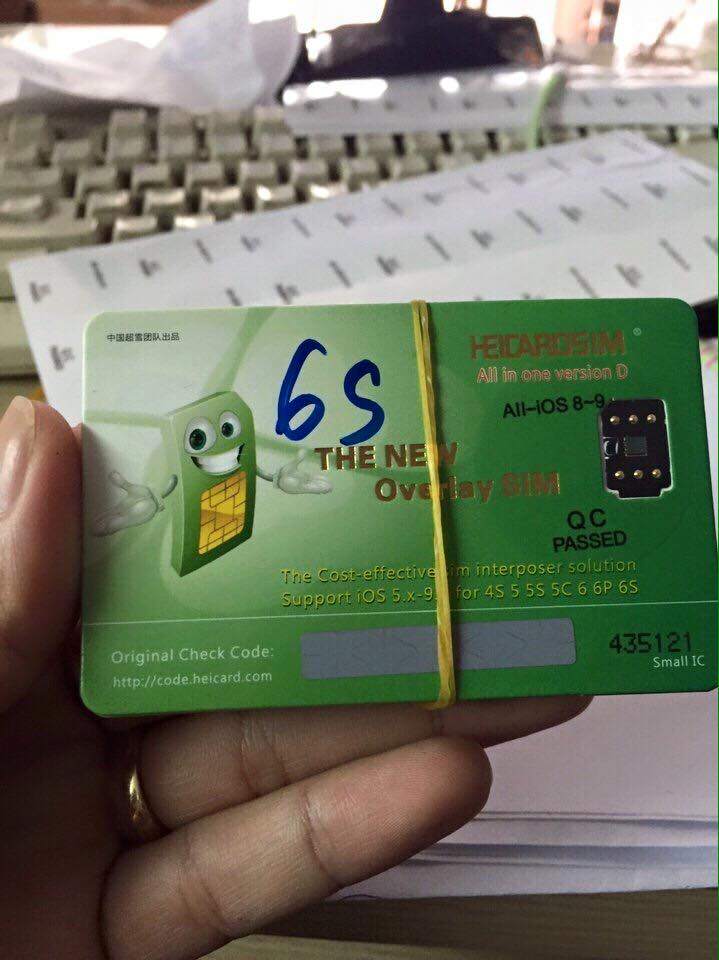 中国超雪团队出品
6S
HEICARDSIM ®
All in one version D
All-iOS 8-9.
THE NEW
Overlay SIM
QC
PASSED
The Cost-effective sim interposer solution
Support iOS 5.x-9. for 4S 5 5S 5C 6 6P 6S
Original Check Code:
435121
http://code.heicard.com
Small IC